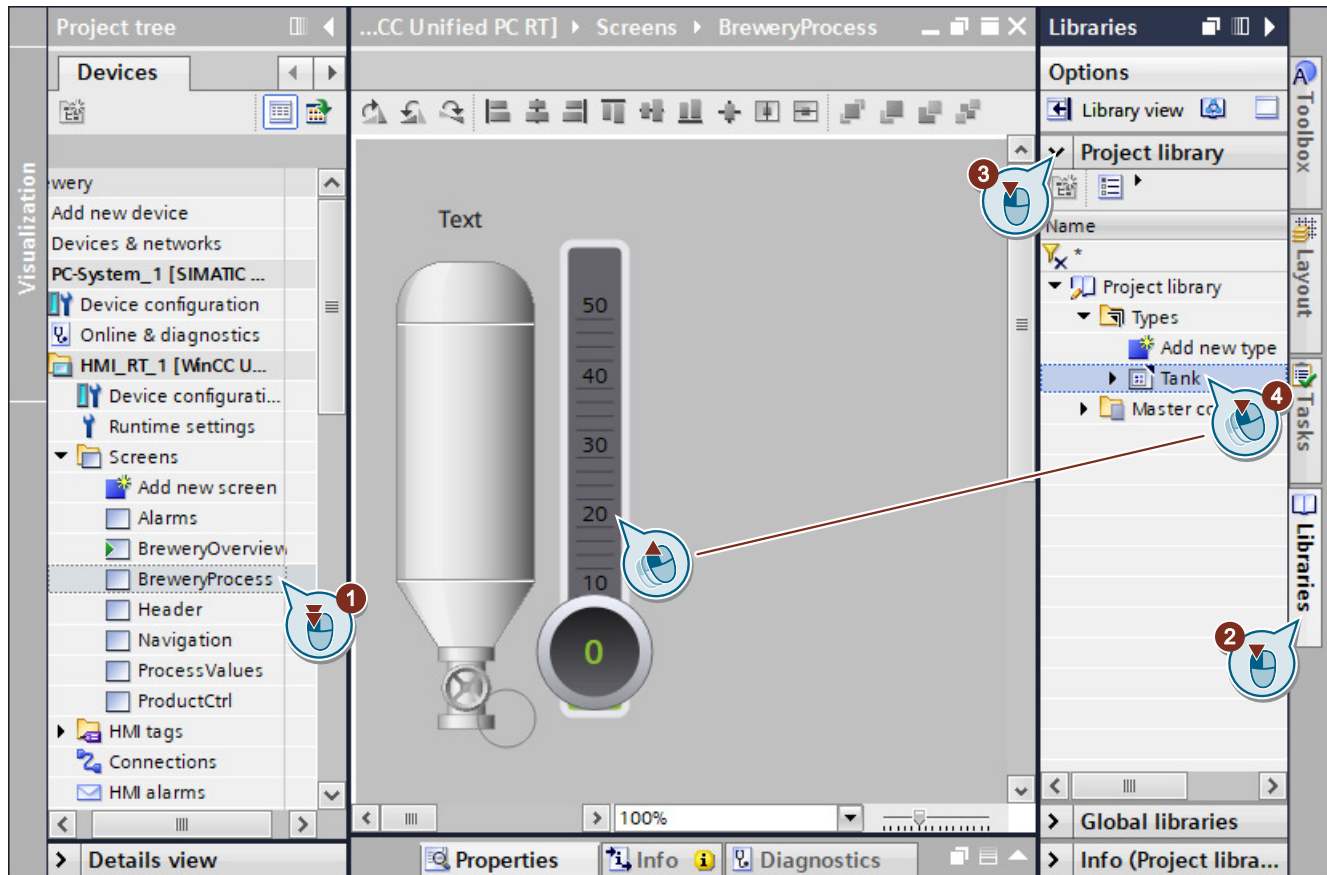 Visualization
Project tree
Devices
wery
Add new device
Devices & networks
PC-System_1 [SIMATIC ...
Device configuration
Online & diagnostics
HMI_RT_1 [WinCC U...
Device configurati...
Runtime settings
Screens
Add new screen
Alarms
BreweryOverview
BreweryProcess
1
Header
Navigation
ProcessValues
ProductCtrl
HMI tags
Connections
HMI alarms
Details view
...CC Unified PC RT] Screens BreweryProcess
Text
50
40
30
20
10
0
100%
Properties Info Diagnostics
Libraries
Options
Library view
Project library
3
Name
*
Project library
Types
Add new type
Tank
4
Master co
2
Global libraries
Info (Project libra...
Toolbox
Layout
Tasks
Libraries